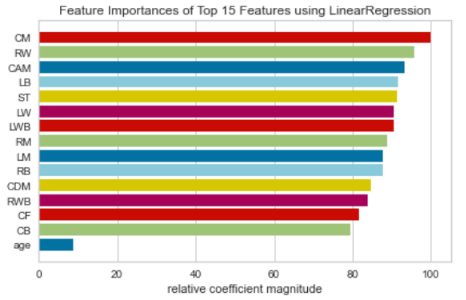 Feature Importances of Top 15 Features using LinearRegression
CM
RW
CAM
LB
ST
LW
LWB
RM
LM
RB
CDM
RWB
CF
CB
age
0 20 40 60 80 100
relative coefficient magnitude